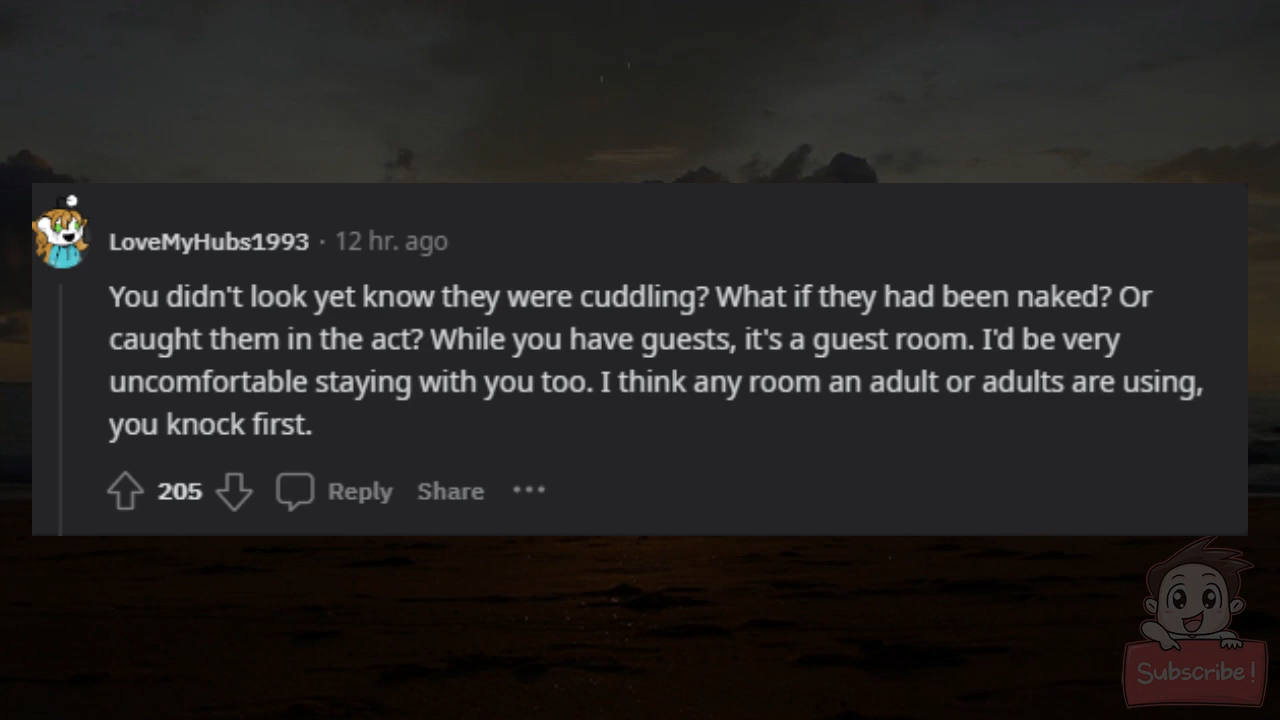 LoveMyHubs1993 · 12 hr. ago
You didn't look yet know they were cuddling? What if they had been naked? Or
caught them in the act? While you have guests, it's a guest room. I'd be very
uncomfortable staying with you too. I think any room an adult or adults are using,
you knock first.
205 Reply Share ···
Subscribe!